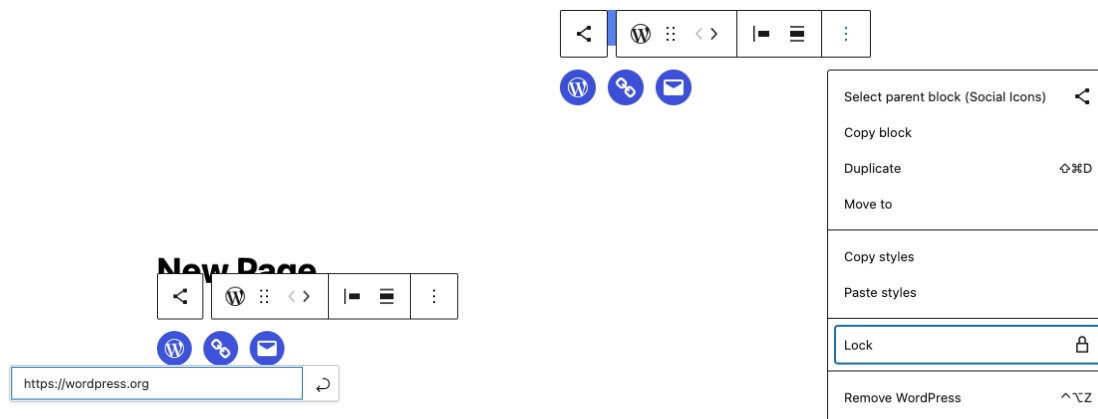 New Page
https://wordpress.org
Select parent block (Social Icons)
Copy block
Duplicate ⇧⌘D
Move to
Copy styles
Paste styles
Lock
Remove WordPress ^⌥Z